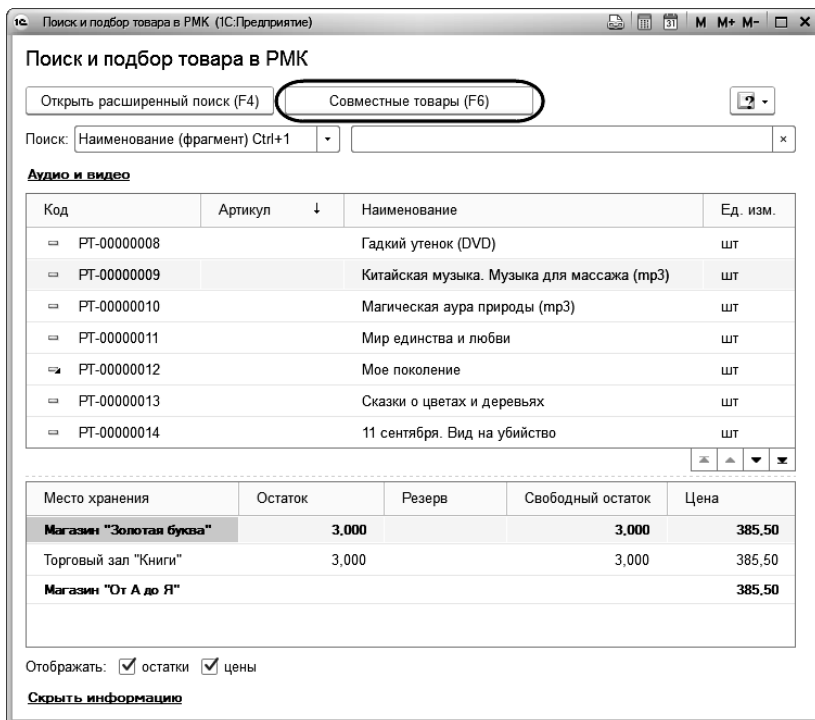 1С Поиск и подбор товара в РМК (1С:Предприятие) 31 M M+ M-
Поиск и подбор товара в РМК
Открыть расширенный поиск (F4) Совместные товары (F6) ?
Поиск: Наименование (фрагмент) Ctrl+1
Аудио и видео
Код Артикул ↓ Наименование Ед. изм.
РТ-00000008 Гадкий утенок (DVD) шт
РТ-00000009 Китайская музыка. Музыка для массажа (mp3) шт
РТ-00000010 Магическая аура природы (mp3) шт
РТ-00000011 Мир единства и любви шт
РТ-00000012 Мое поколение шт
РТ-00000013 Сказки о цветах и деревьях шт
РТ-00000014 11 сентября. Вид на убийство шт
Место хранения Остаток Резерв Свободный остаток Цена
Магазин "Золотая буква" 3,000 3,000 385,50
Торговый зал "Книги" 3,000 3,000 385,50
Магазин "От А до Я" 385,50
Отображать: остатки цены
Скрыть информацию